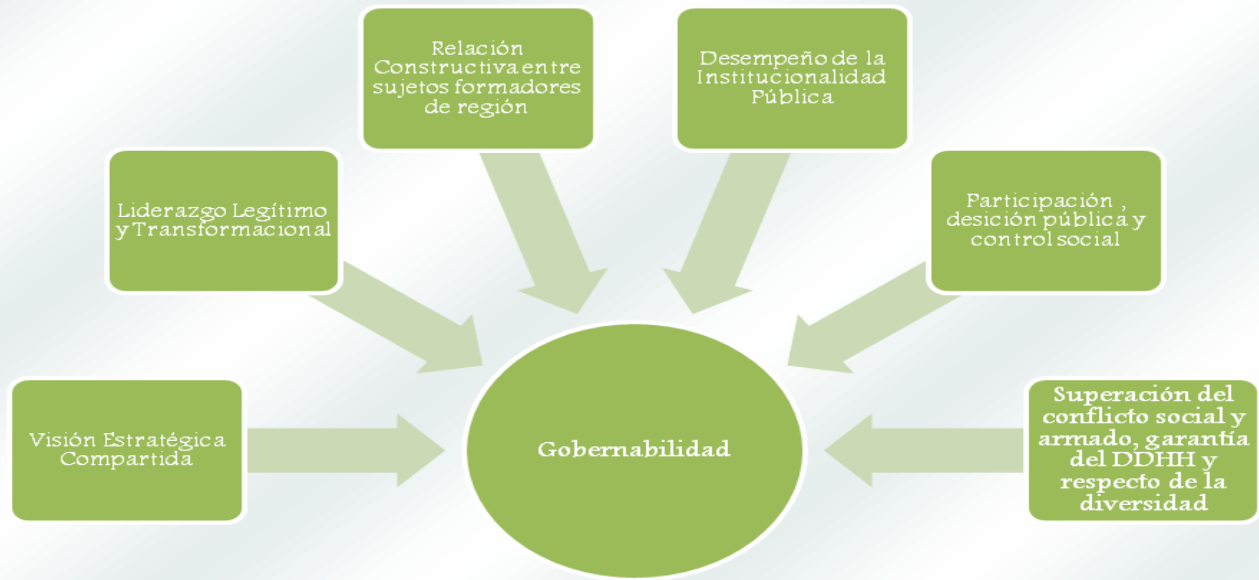 Relación
Constructiva entre
sujetos formadores
de región
Desempeño de la
Institucionalidad
Pública
Liderazgo Legítimo
y Transformacional
Participación ,
desición pública y
control social
Visión Estratégica
Compartida
Gobernabilidad
Superación del
conflicto social y
armado, garantía
del DDHH y
respecto de la
diversidad